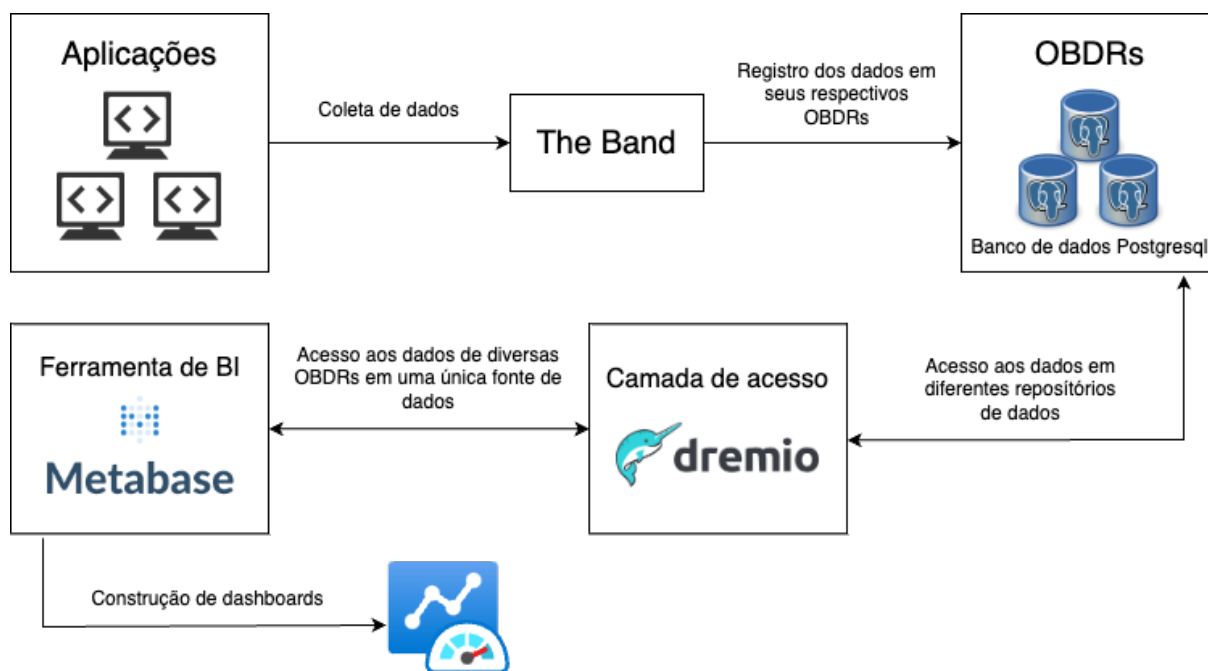 Aplicações
Coleta de dados
The Band
Registro dos dados em
seus respectivos
OBDRs
OBDRs
Banco de dados Postgresql
Ferramenta de BI
Metabase
Acesso aos dados de diversas
OBDRs em uma única fonte de
dados
Camada de acesso
dremio
Acesso aos dados em
diferentes repositórios
de dados
Construção de dashboards